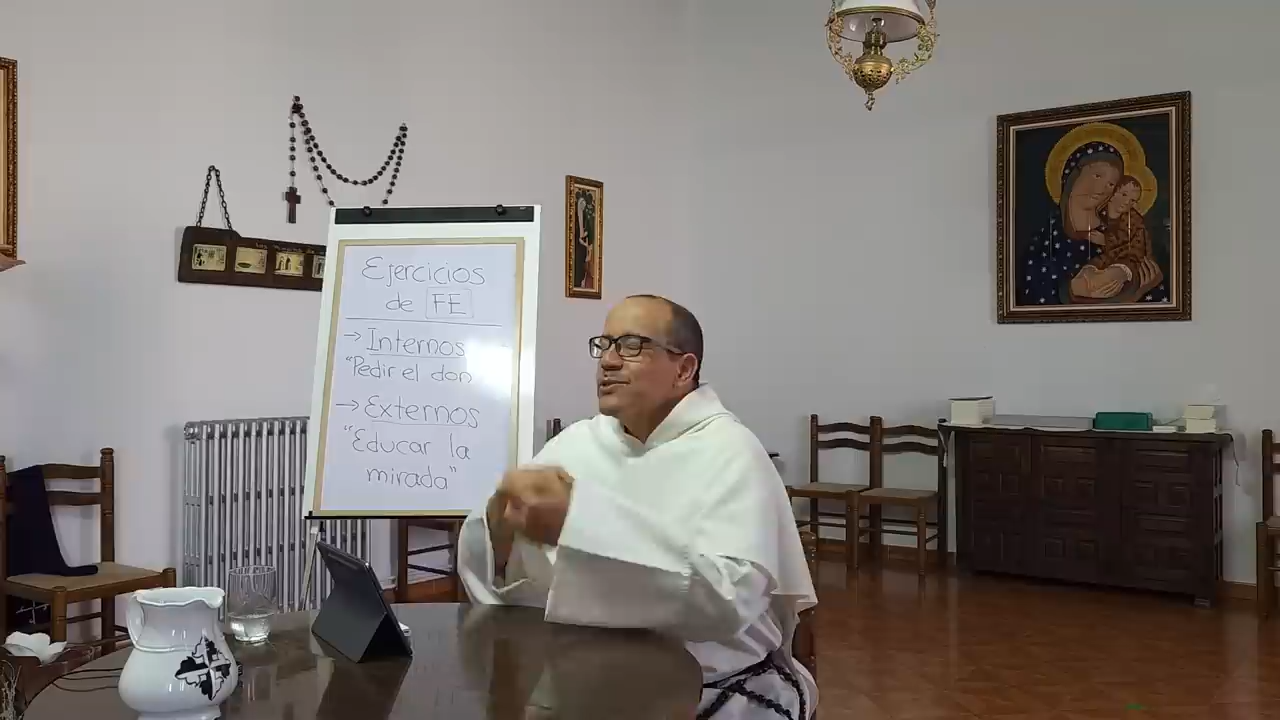 Ejercicios
de FE
→ Internos
"Pedir el don
→ Externos
"Educar la
mirada"